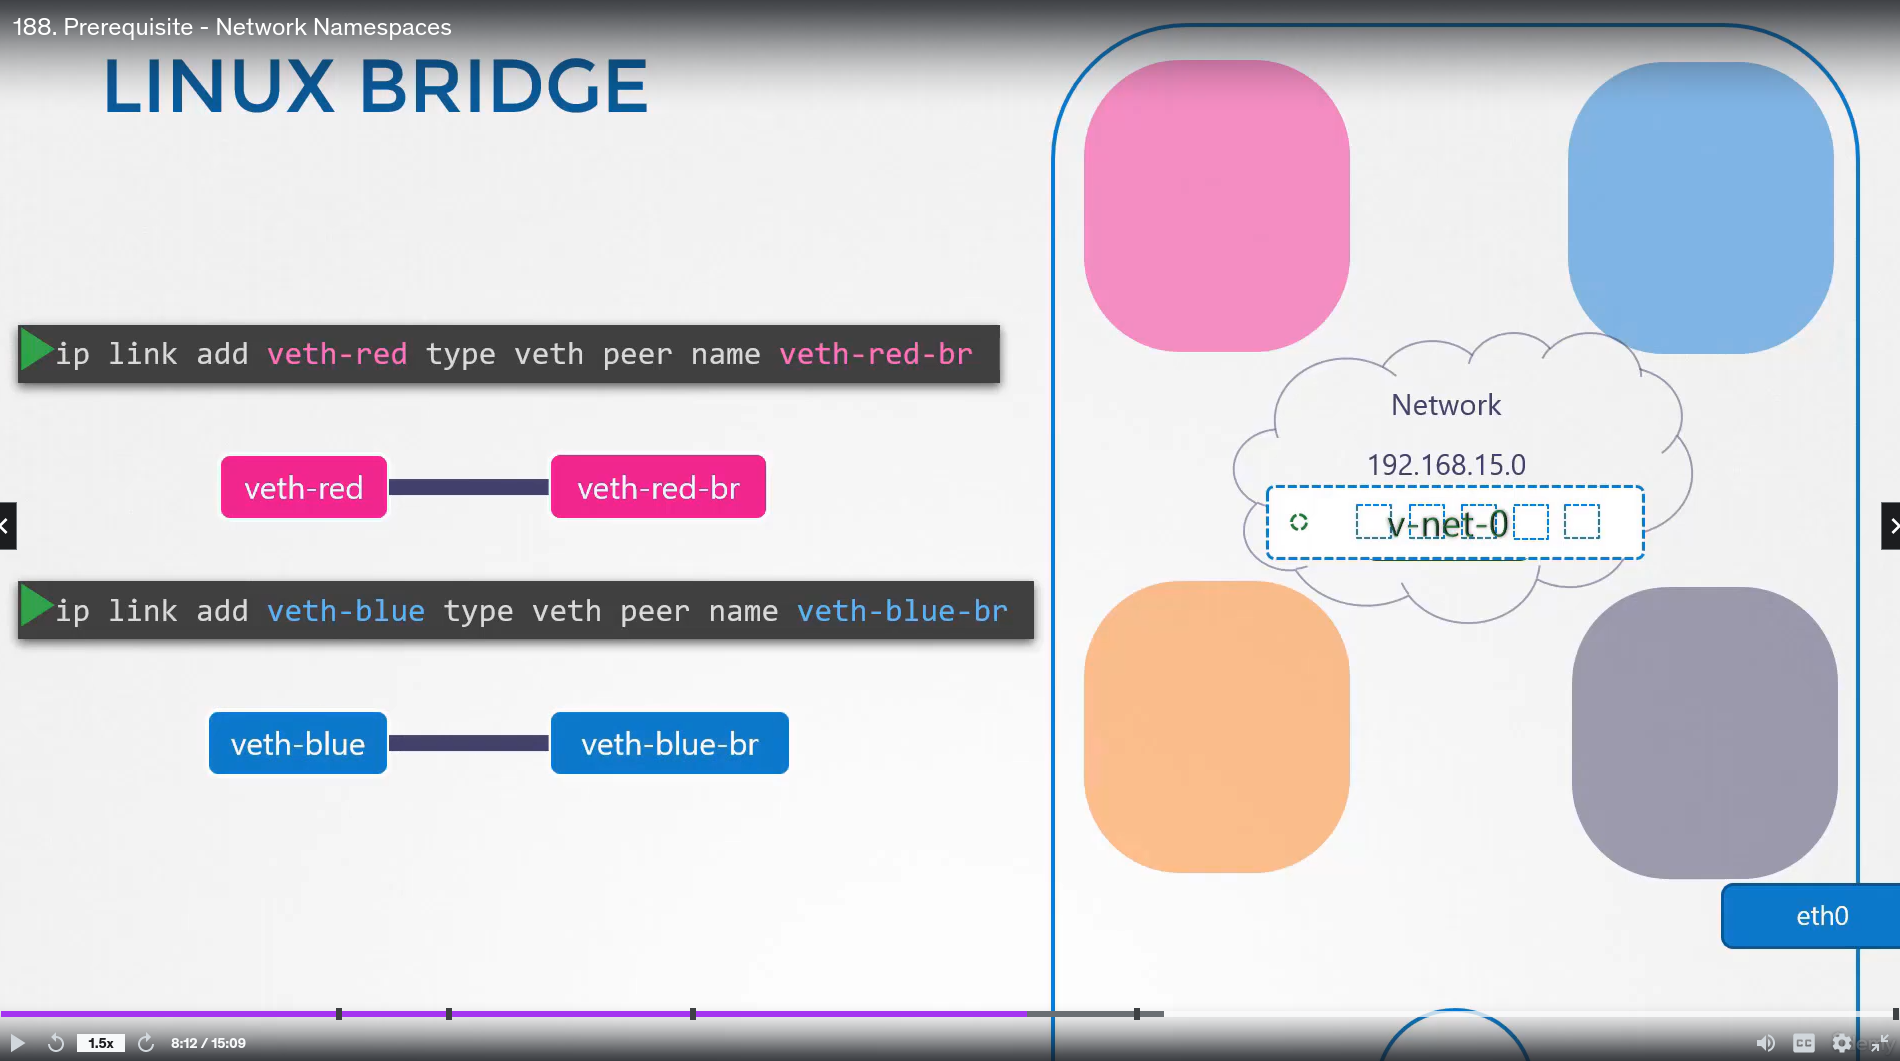 188. Prerequisite - Network Namespaces
LINUX BRIDGE
ip link add veth-red type veth peer name veth-red-br
veth-red
veth-red-br
ip link add veth-blue type veth peer name veth-blue-br
veth-blue
veth-blue-br
Network
192.168.15.0
v-net-0
eth0
1.5x
8:12 / 15:09
CC